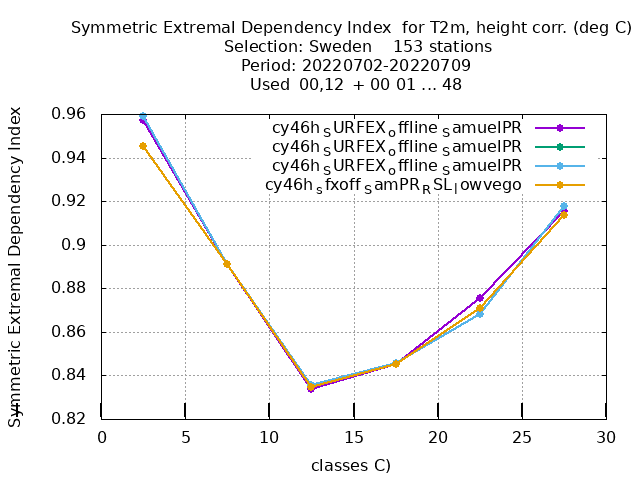 Symmetric Extremal Dependency Index for T2m, height corr. (deg C)
Selection: Sweden 153 stations
Period: 20220702-20220709
Used 00,12 + 00 01 ... 48
Symmetric Extremal Dependency Index
cy46h_SURFEX_offline_SamuelPR
cy46h_SURFEX_offline_SamuelPR
cy46h_SURFEX_offline_SamuelPR
cy46h_sfxoff_SamPR_RSL_lowvego
0.96
0.94
0.92
0.9
0.88
0.86
0.84
0.82
0 5 10 15 20 25 30
classes C)